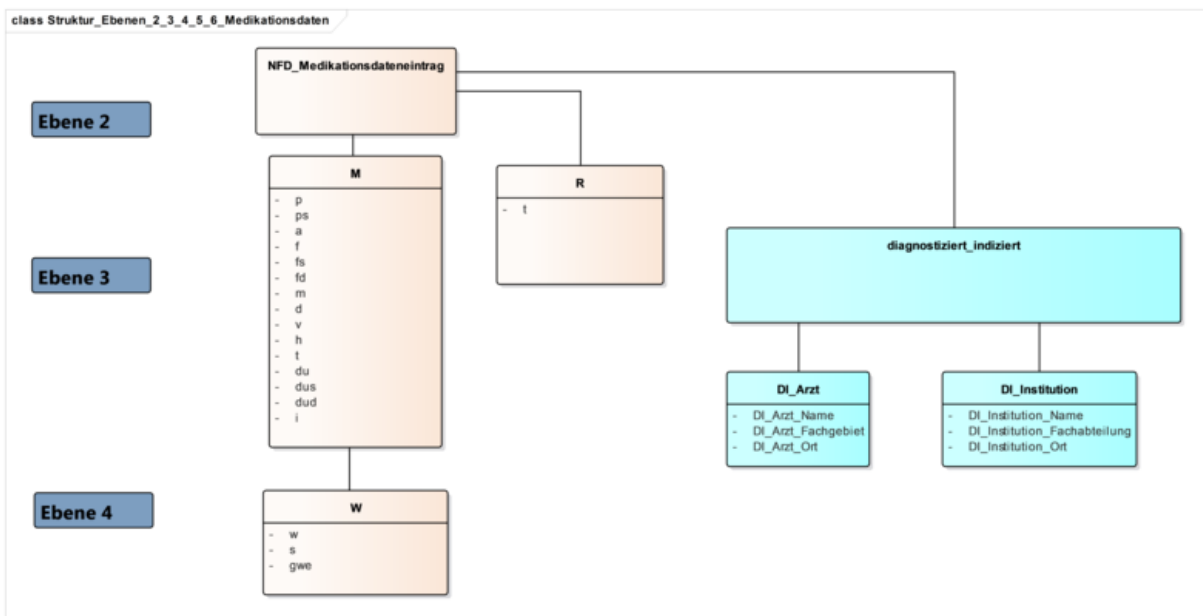 class Struktur_Ebenen_2_3_4_5_6_Medikationsdaten
NFD_Medikationsdateneintrag
Ebene 2
M
- p
- ps
- a
- f
- fs
- fd
- m
- d
- v
- h
- t
- du
- dus
- dud
- i
R
- t
Ebene 3
diagnostiziert_indiziert
DI_Arzt
- DI_Arzt_Name
- DI_Arzt_Fachgebiet
- DI_Arzt_Ort
DI_Institution
- DI_Institution_Name
- DI_Institution_Fachabteilung
- DI_Institution_Ort
Ebene 4
W
- w
- s
- gwe